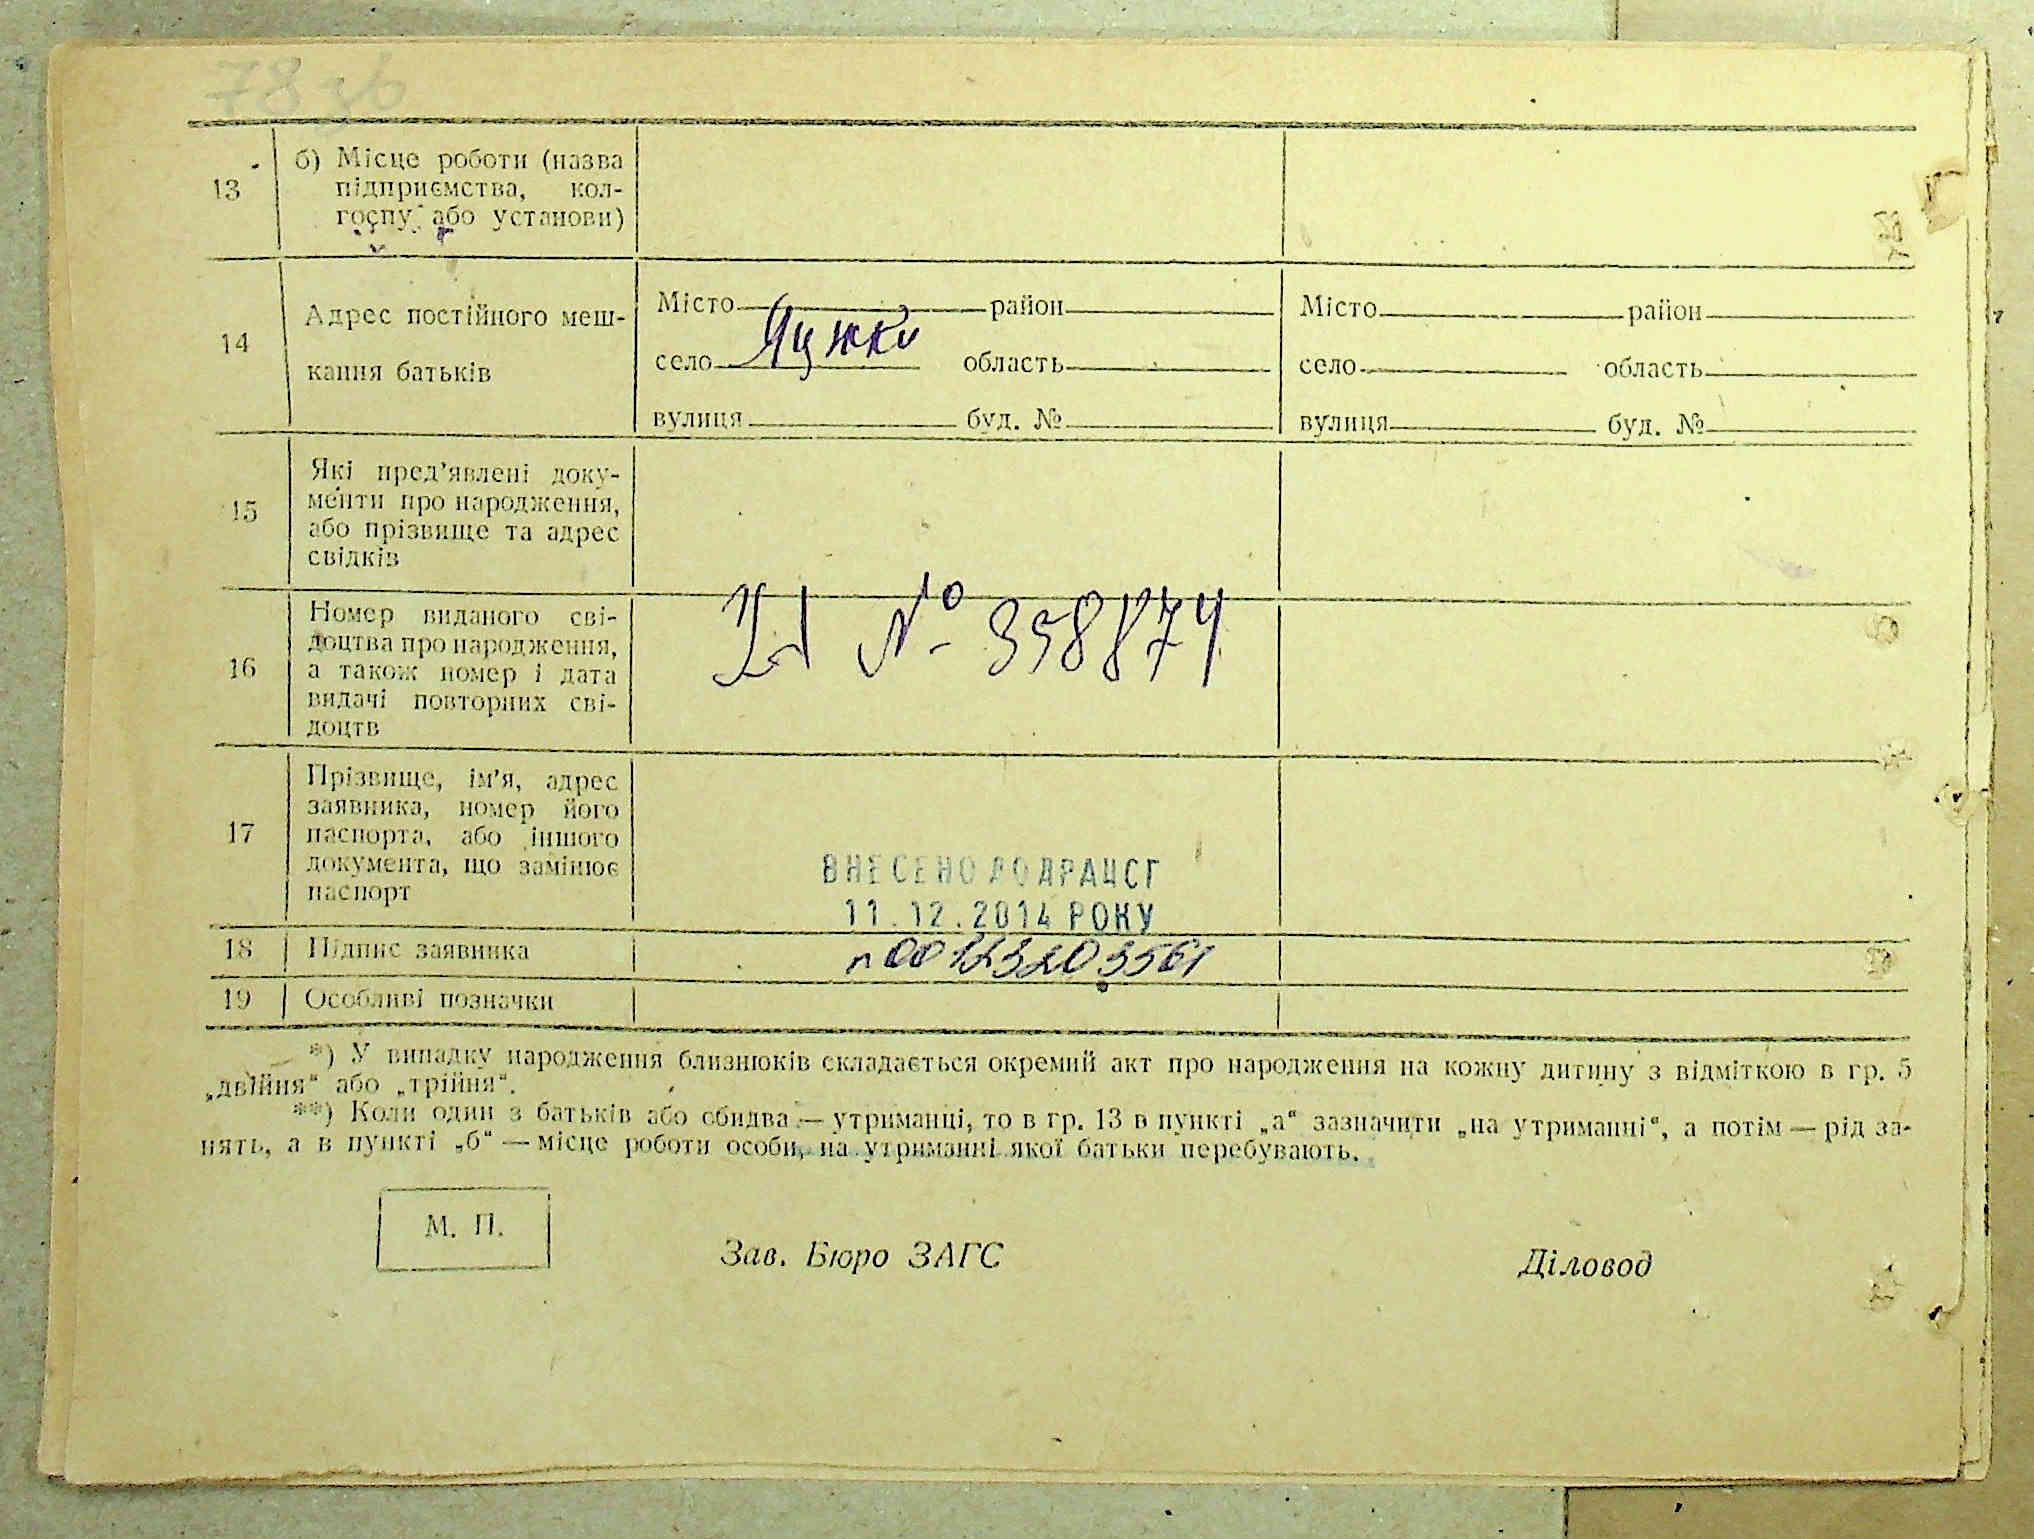 78 зв
13
б) Місце роботи (назва
підприємства, кол-
госпу або установи)
14
Адрес постійного меш-
кання батьків
Місто район
село Яцжки область
вулиця буд. №
Місто район
село область
вулиця буд. №
15
Які пред'явлені доку-
менти про народження,
або прізвище та адрес
свідків
16
Номер виданого сві-
доцтва про народження,
а також номер і дата
видачі повторних сві-
доцтв
№ 358874
17
Прізвище, ім'я, адрес
заявника, номер його
паспорта, або іншого
документа, що замінює
паспорт
ВНЕСЕНО ДО ДРАЦСГ
11.12.2014 РОКУ
18 Підпис заявника
n 00123203561
19 Особливі позначки
*) У випадку народження близнюків складається окремий акт про народження на кожну дитину з відміткою в гр. 5
„двійня“ або „трійня“.
**) Коли один з батьків або обидва — утриманці, то в гр. 13 в пункті „а“ зазначити „на утриманні“, а потім — рід за-
нять, а в пункті „б“ — місце роботи особи, на утриманні якої батьки перебувають.
М. П.
Зав. Бюро ЗАГС
Діловод